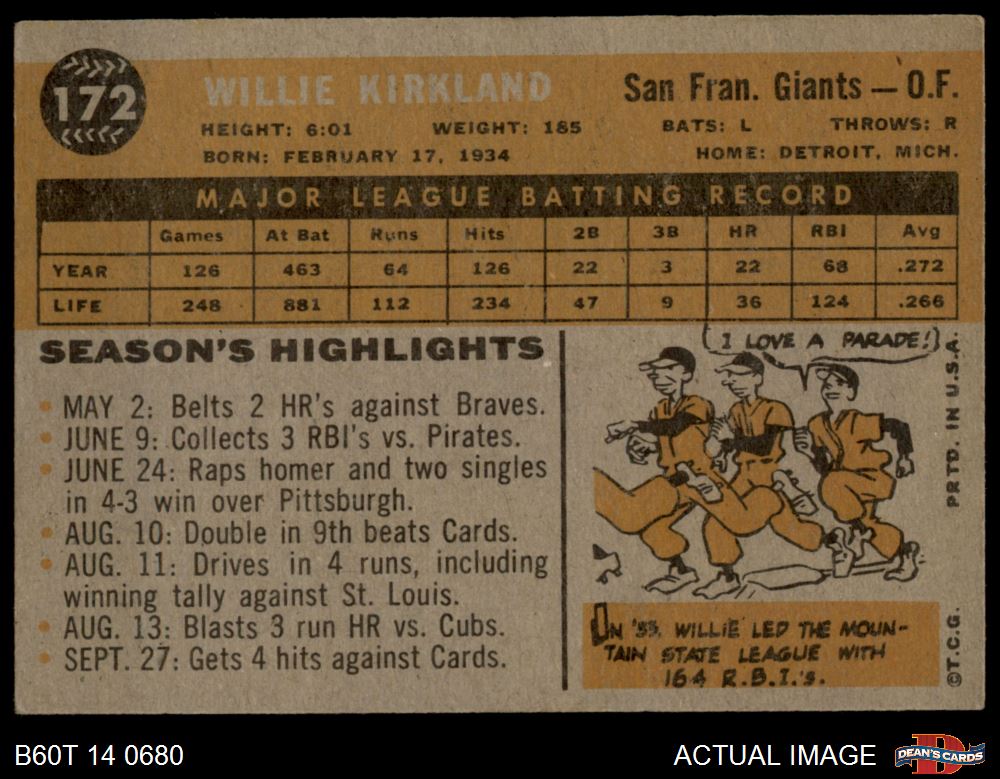 172
WILLIE KIRKLAND
San Fran. Giants — O.F.
HEIGHT: 6:01 WEIGHT: 185 BATS: L THROWS: R
BORN: FEBRUARY 17, 1934 HOME: DETROIT, MICH.
MAJOR LEAGUE BATTING RECORD
Games At Bat Runs Hits 2B 3B HR RBI Avg
YEAR 126 463 64 126 22 3 22 68 .272
LIFE 248 881 112 234 47 9 36 124 .266
SEASON'S HIGHLIGHTS
• MAY 2: Belts 2 HR's against Braves.
• JUNE 9: Collects 3 RBI's vs. Pirates.
• JUNE 24: Raps homer and two singles
in 4-3 win over Pittsburgh.
• AUG. 10: Double in 9th beats Cards.
• AUG. 11: Drives in 4 runs, including
winning tally against St. Louis.
• AUG. 13: Blasts 3 run HR vs. Cubs.
• SEPT. 27: Gets 4 hits against Cards.
I LOVE A PARADE!
ON WILLIE LED THE MOUN-
TAIN STATE LEAGUE WITH
164 R.B.I.'s.
©T.C.G. PRTD. IN U.S.A.
B60T 14 0680
ACTUAL IMAGE
D
DEAN'S CARDS